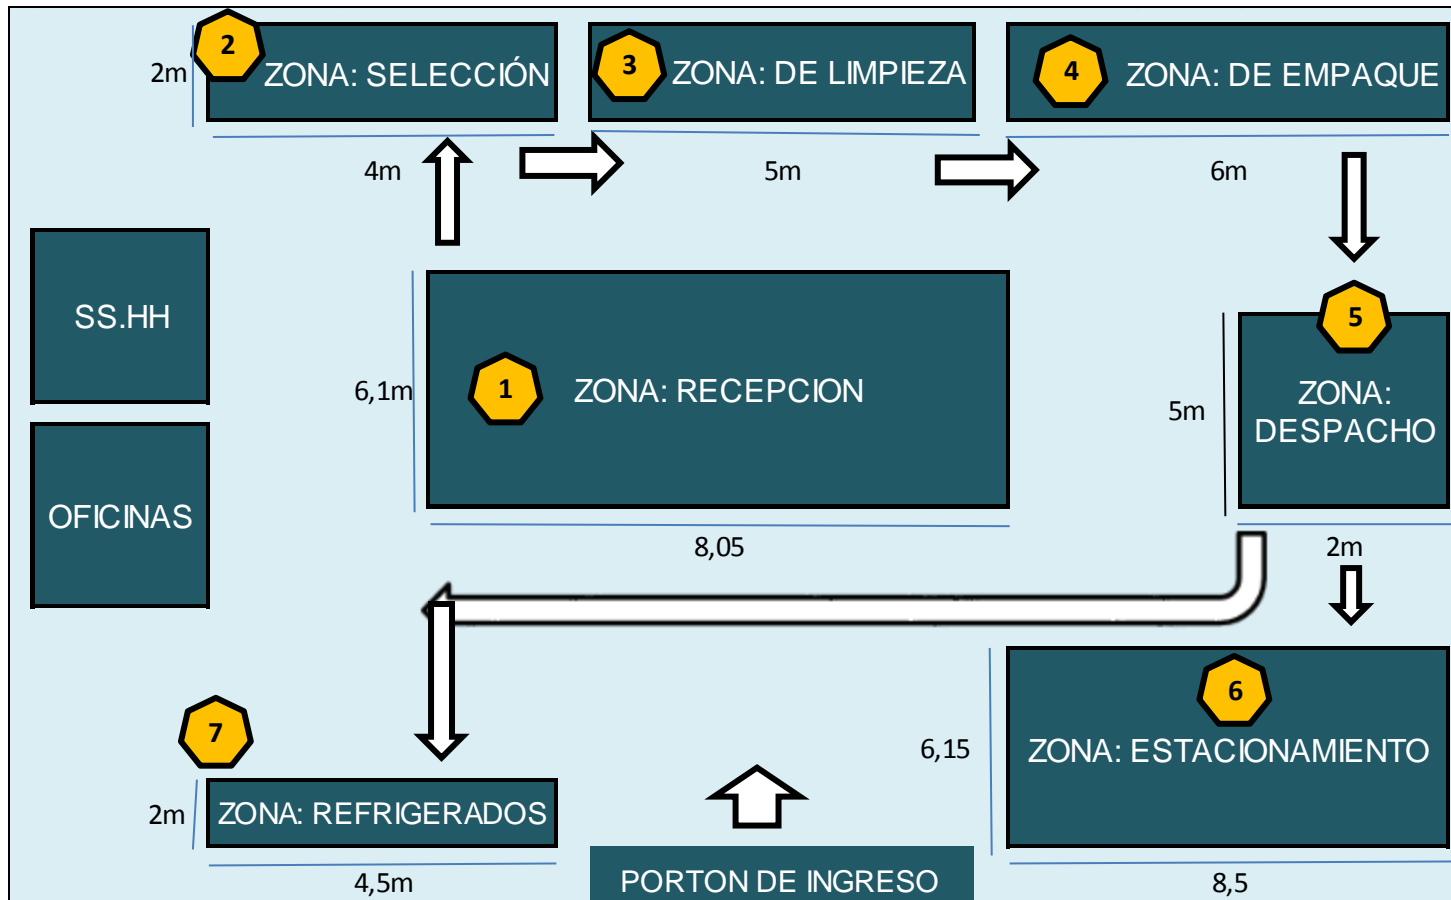 2
ZONA: SELECCIÓN
3
ZONA: DE LIMPIEZA
4
ZONA: DE EMPAQUE
2m
4m
5m
6m
SS.HH
OFICINAS
6,1m
1
ZONA: RECEPCION
8,05
5
ZONA:
DESPACHO
5m
2m
6
ZONA: ESTACIONAMIENTO
6,15
8,5
7
2m
ZONA: REFRIGERADOS
4,5m
PORTON DE INGRESO